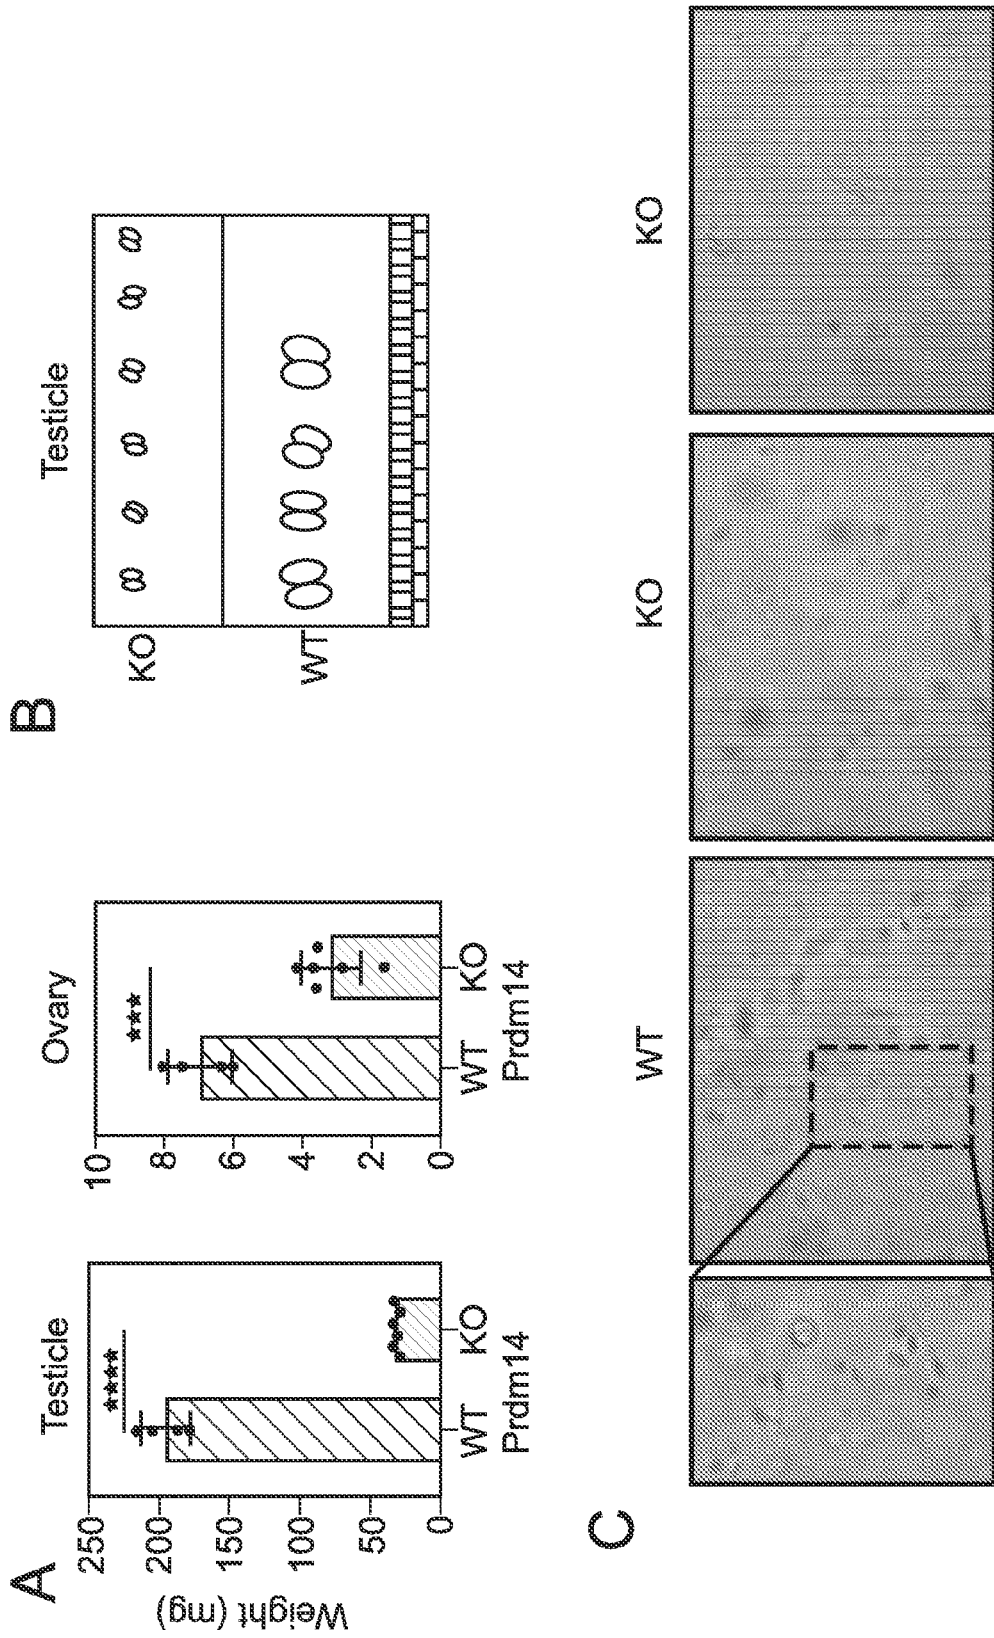 A
Testicle
Weight (mg)
250
200
150
100
50
0
****
WT
KO
Prdm14
Ovary
10
8
6
4
2
0
***
WT
KO
Prdm14
B
Testicle
KO
WT
C
WT
KO
KO